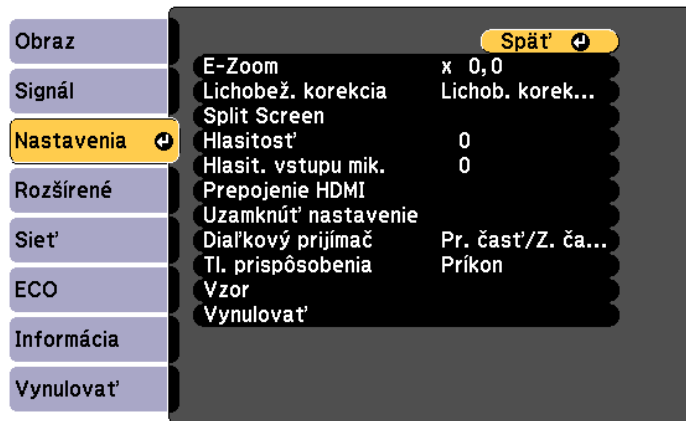 Obraz
Signál
Nastavenia
Rozšírené
Sieť
ECO
Informácia
Vynulovať
Späť
E-Zoom x 0,0
Lichobež. korekcia Lichob. korek...
Split Screen
Hlasitosť 0
Hlasit. vstupu mik. 0
Prepojenie HDMI
Uzamknúť nastavenie
Diaľkový prijímač Pr. časť/Z. ča...
Tl. prispôsobenia Príkon
Vzor
Vynulovať